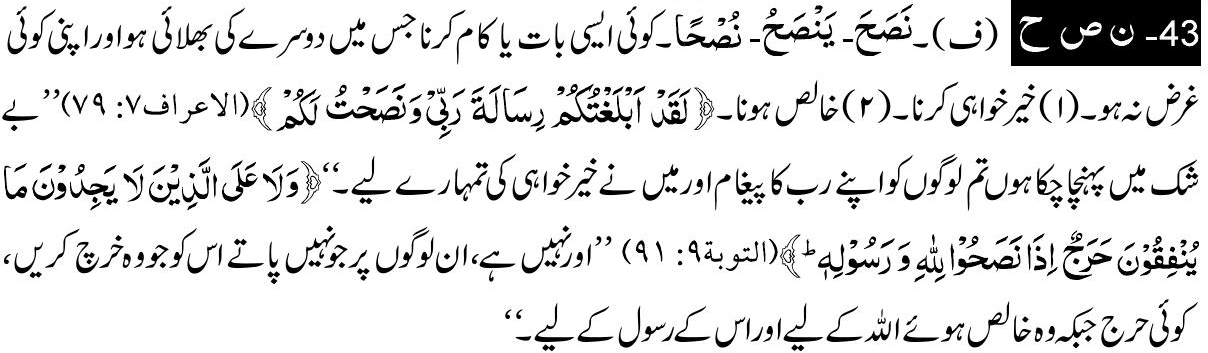 43- ن ص ح (ف)۔ نَصَحَ۔ یَنْصَحُ۔ نُصْحًا۔ کوئی ایسی بات یا کام کرنا جس میں دوسرے کی بھلائی ہو اور اپنی کوئی
غرض نہ ہو۔ (۱) خیر خواہی کرنا۔ (۲) خالص ہونا۔ ﴿لَقَدْ اَبْلَغْتُكُمْ رِسَالَةَ رَبِّیْ وَنَصَحْتُ لَكُمْ﴾ (الاعراف۷: ۷۹) ’’بے
شک میں پہنچا چکا ہوں تم لوگوں کو اپنے رب کا پیغام اور میں نے خیر خواہی کی تمہارے لیے۔‘‘ ﴿وَلَا عَلَی الَّذِیْنَ لَا یَجِدُوْنَ مَا
یُنْفِقُوْنَ حَرَجٌ اِذَا نَصَحُوْا لِلّٰهِ وَ رَسُوْلِهٖؕ﴾ (التوبة۹: ۹۱) ’’اور نہیں ہے، ان لوگوں پر جو نہیں پاتے اس کو جو وہ خرچ کریں،
کوئی حرج جبکہ وہ خالص ہوئے اللہ کے لیے اور اس کے رسول کے لیے۔‘‘